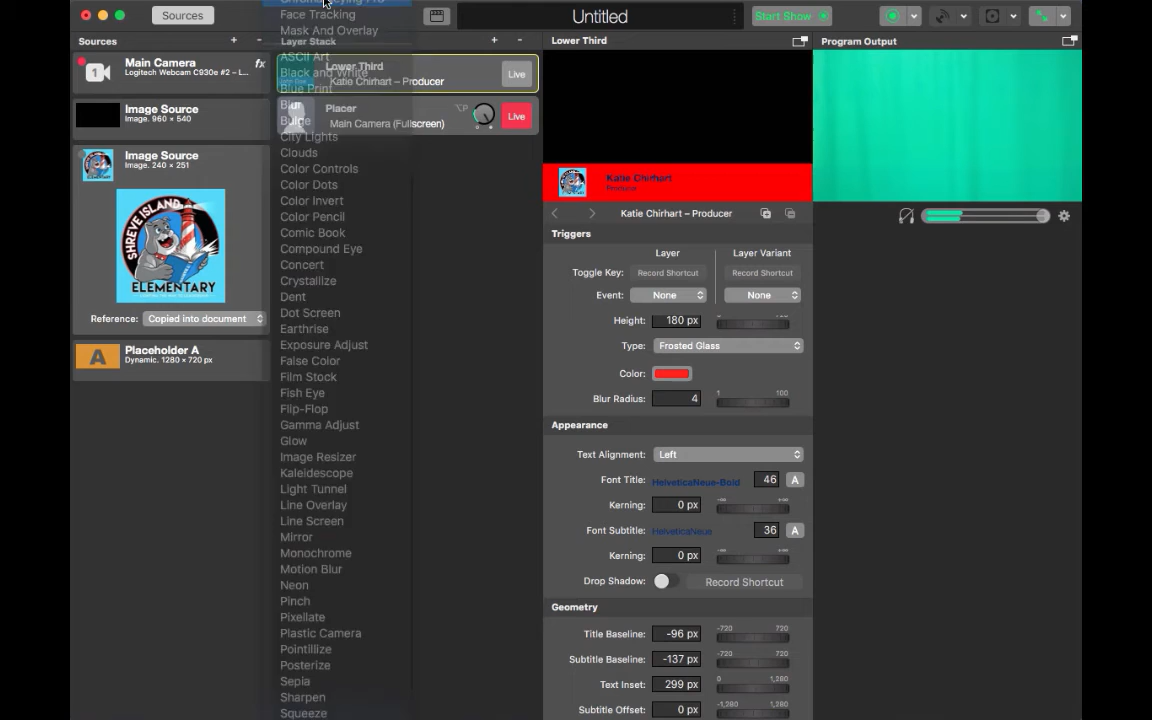 Sources
Untitled
Start Show
Sources
+
-
Main Camera
Logitech Webcam C930e #2 – L...
fx
1
Image Source
Image. 960 × 540
Image Source
Image. 240 × 251
SHREVE ISLAND
ELEMENTARY
Reference: Copied into document
A
Placeholder A
Dynamic. 1280 × 720 px
Face Tracking
Mask And Overlay
Layer Stack
+
-
ASCII Art
Lower Third
Black and White
Katie Chirhart – Producer
Live
Blue Print
Blur
Placer
Bulge
Main Camera (Fullscreen)
Live
City Lights
Clouds
Color Controls
Color Dots
Color Invert
Color Pencil
Comic Book
Compound Eye
Concert
Crystallize
Dent
Dot Screen
Earthrise
Exposure Adjust
False Color
Film Stock
Fish Eye
Flip-Flop
Gamma Adjust
Glow
Image Resizer
Kaleidescope
Light Tunnel
Line Overlay
Line Screen
Mirror
Monochrome
Motion Blur
Neon
Pinch
Pixellate
Plastic Camera
Pointillize
Posterize
Sepia
Sharpen
Squeeze
Lower Third
Katie Chirhart
Producer
Katie Chirhart – Producer
Triggers
Layer
Layer Variant
Toggle Key: Record Shortcut Record Shortcut
Event: None None
Height: 180 px
Type: Frosted Glass
Color:
Blur Radius: 4 1 100
Appearance
Text Alignment: Left
Font Title: HelveticaNeue-Bold 46 A
Kerning: 0 px
Font Subtitle: HelveticaNeue 36 A
Kerning: 0 px
Drop Shadow: Record Shortcut
Geometry
Title Baseline: -96 px -720 720
Subtitle Baseline: -137 px -720 720
Text Inset: 299 px 0 1,280
Subtitle Offset: 0 px -1,280 1,280
Program Output